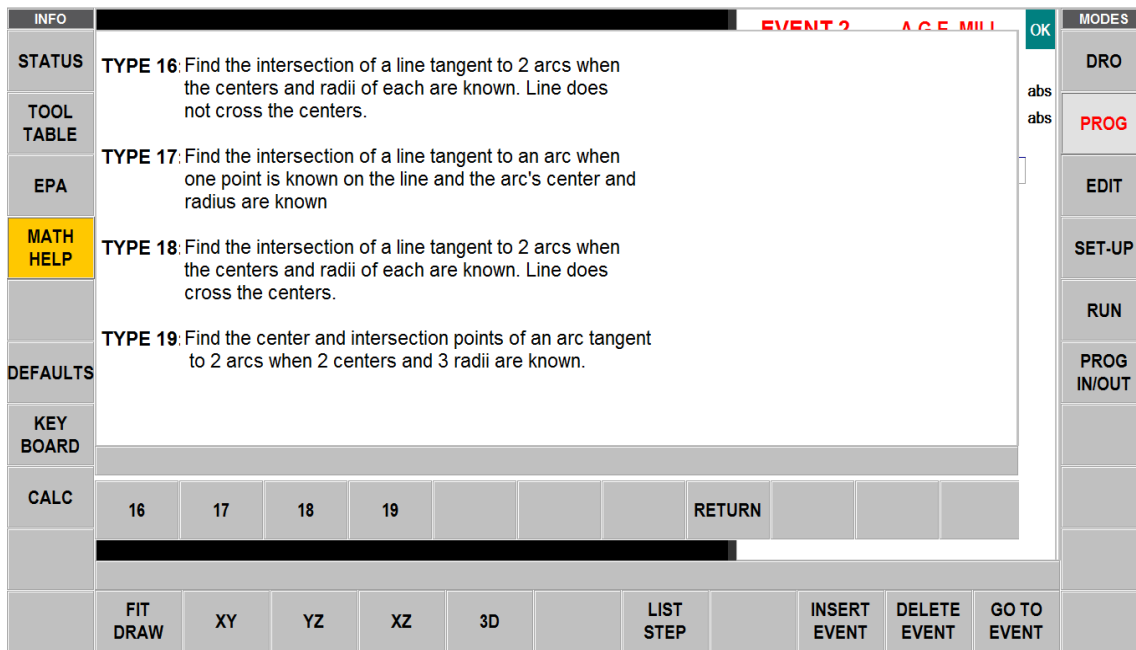 INFO
MODES
EVENT 2 A.G.E. MILL
OK
STATUS
TOOL
TABLE
EPA
MATH
HELP
DEFAULTS
KEY
BOARD
CALC
TYPE 16: Find the intersection of a line tangent to 2 arcs when
the centers and radii of each are known. Line does
not cross the centers.
TYPE 17: Find the intersection of a line tangent to an arc when
one point is known on the line and the arc's center and
radius are known
TYPE 18: Find the intersection of a line tangent to 2 arcs when
the centers and radii of each are known. Line does
cross the centers.
TYPE 19: Find the center and intersection points of an arc tangent
to 2 arcs when 2 centers and 3 radii are known.
abs
abs
DRO
PROG
EDIT
SET-UP
RUN
PROG
IN/OUT
16 17 18 19 RETURN
FIT
DRAW
XY
YZ
XZ
3D
LIST
STEP
INSERT
EVENT
DELETE
EVENT
GO TO
EVENT